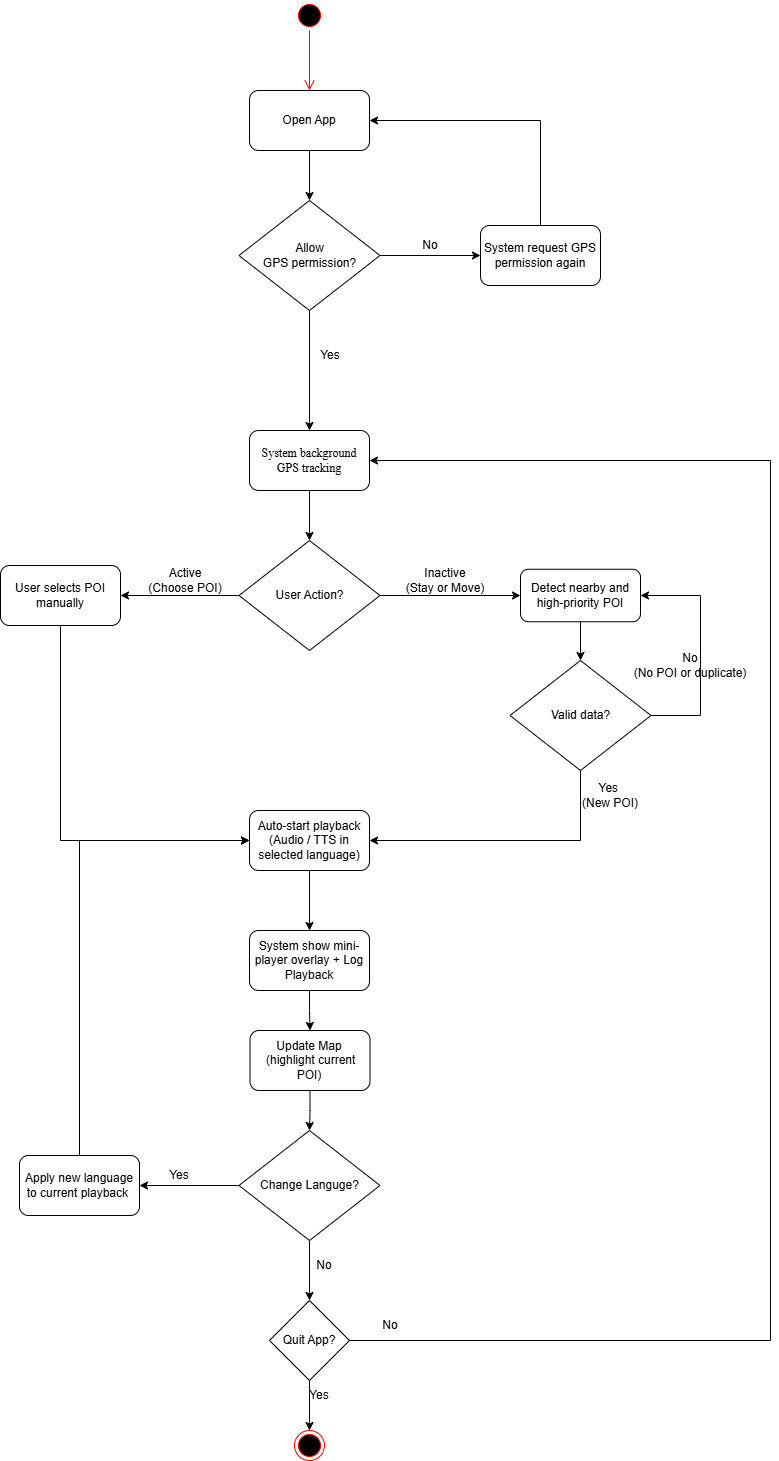 Open App
Allow
GPS permission?
No
System request GPS
permission again
Yes
System background
GPS tracking
User Action?
Active
(Choose POI)
User selects POI
manually
Inactive
(Stay or Move)
Detect nearby and
high-priority POI
No
(No POI or duplicate)
Valid data?
Yes
(New POI)
Auto-start playback
(Audio / TTS in
selected language)
System show mini-
player overlay + Log
Playback
Update Map
(highlight current
POI)
Change Languge?
Yes
Apply new language
to current playback
No
Quit App?
No
Yes